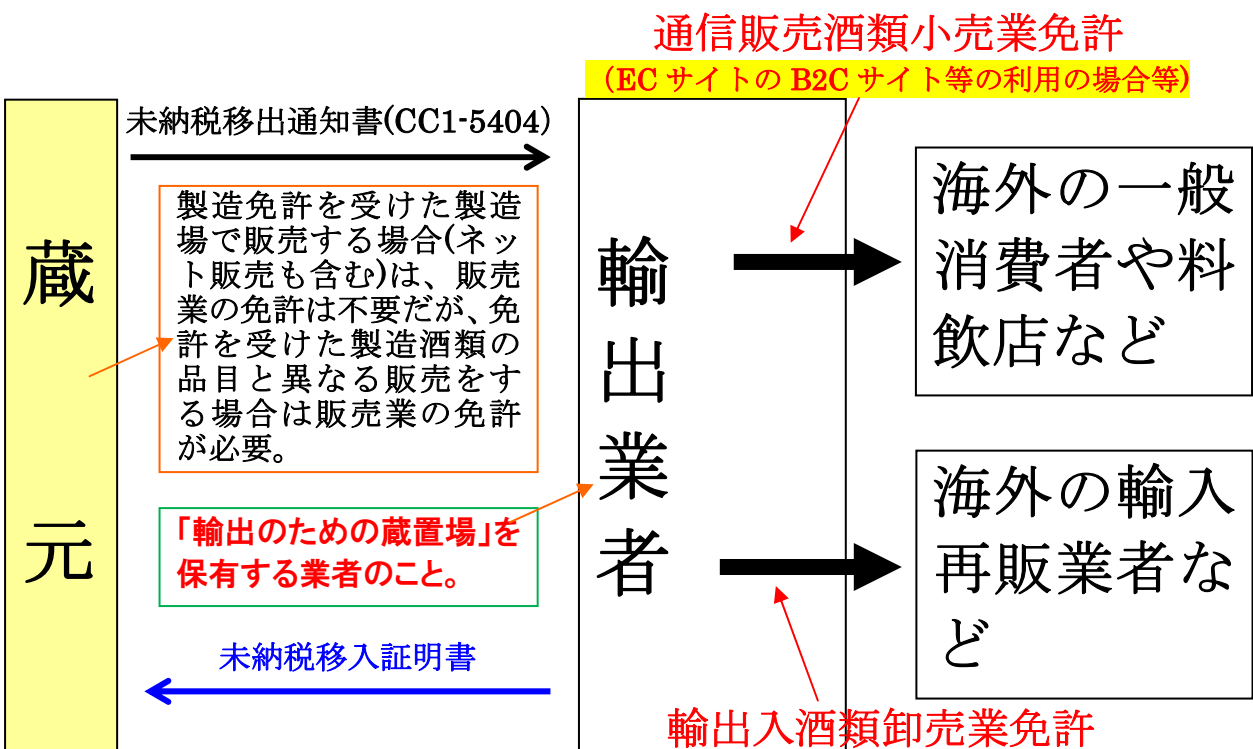 通信販売酒類小売業免許
(EC サイトの B2C サイト等の利用の場合等)
未納税移出通知書(CC1-5404)
蔵元
製造免許を受けた製造
場で販売する場合(ネッ
ト販売も含む)は、販売
業の免許は不要だが、免
許を受けた製造酒類の
品目と異なる販売をす
る場合は販売業の免許
が必要。
「輸出のための蔵置場」を
保有する業者のこと。
未納税移入証明書
輸出業者
海外の一般
消費者や料
飲店など
海外の輸入
再販業者な
ど
輸出入酒類卸売業免許